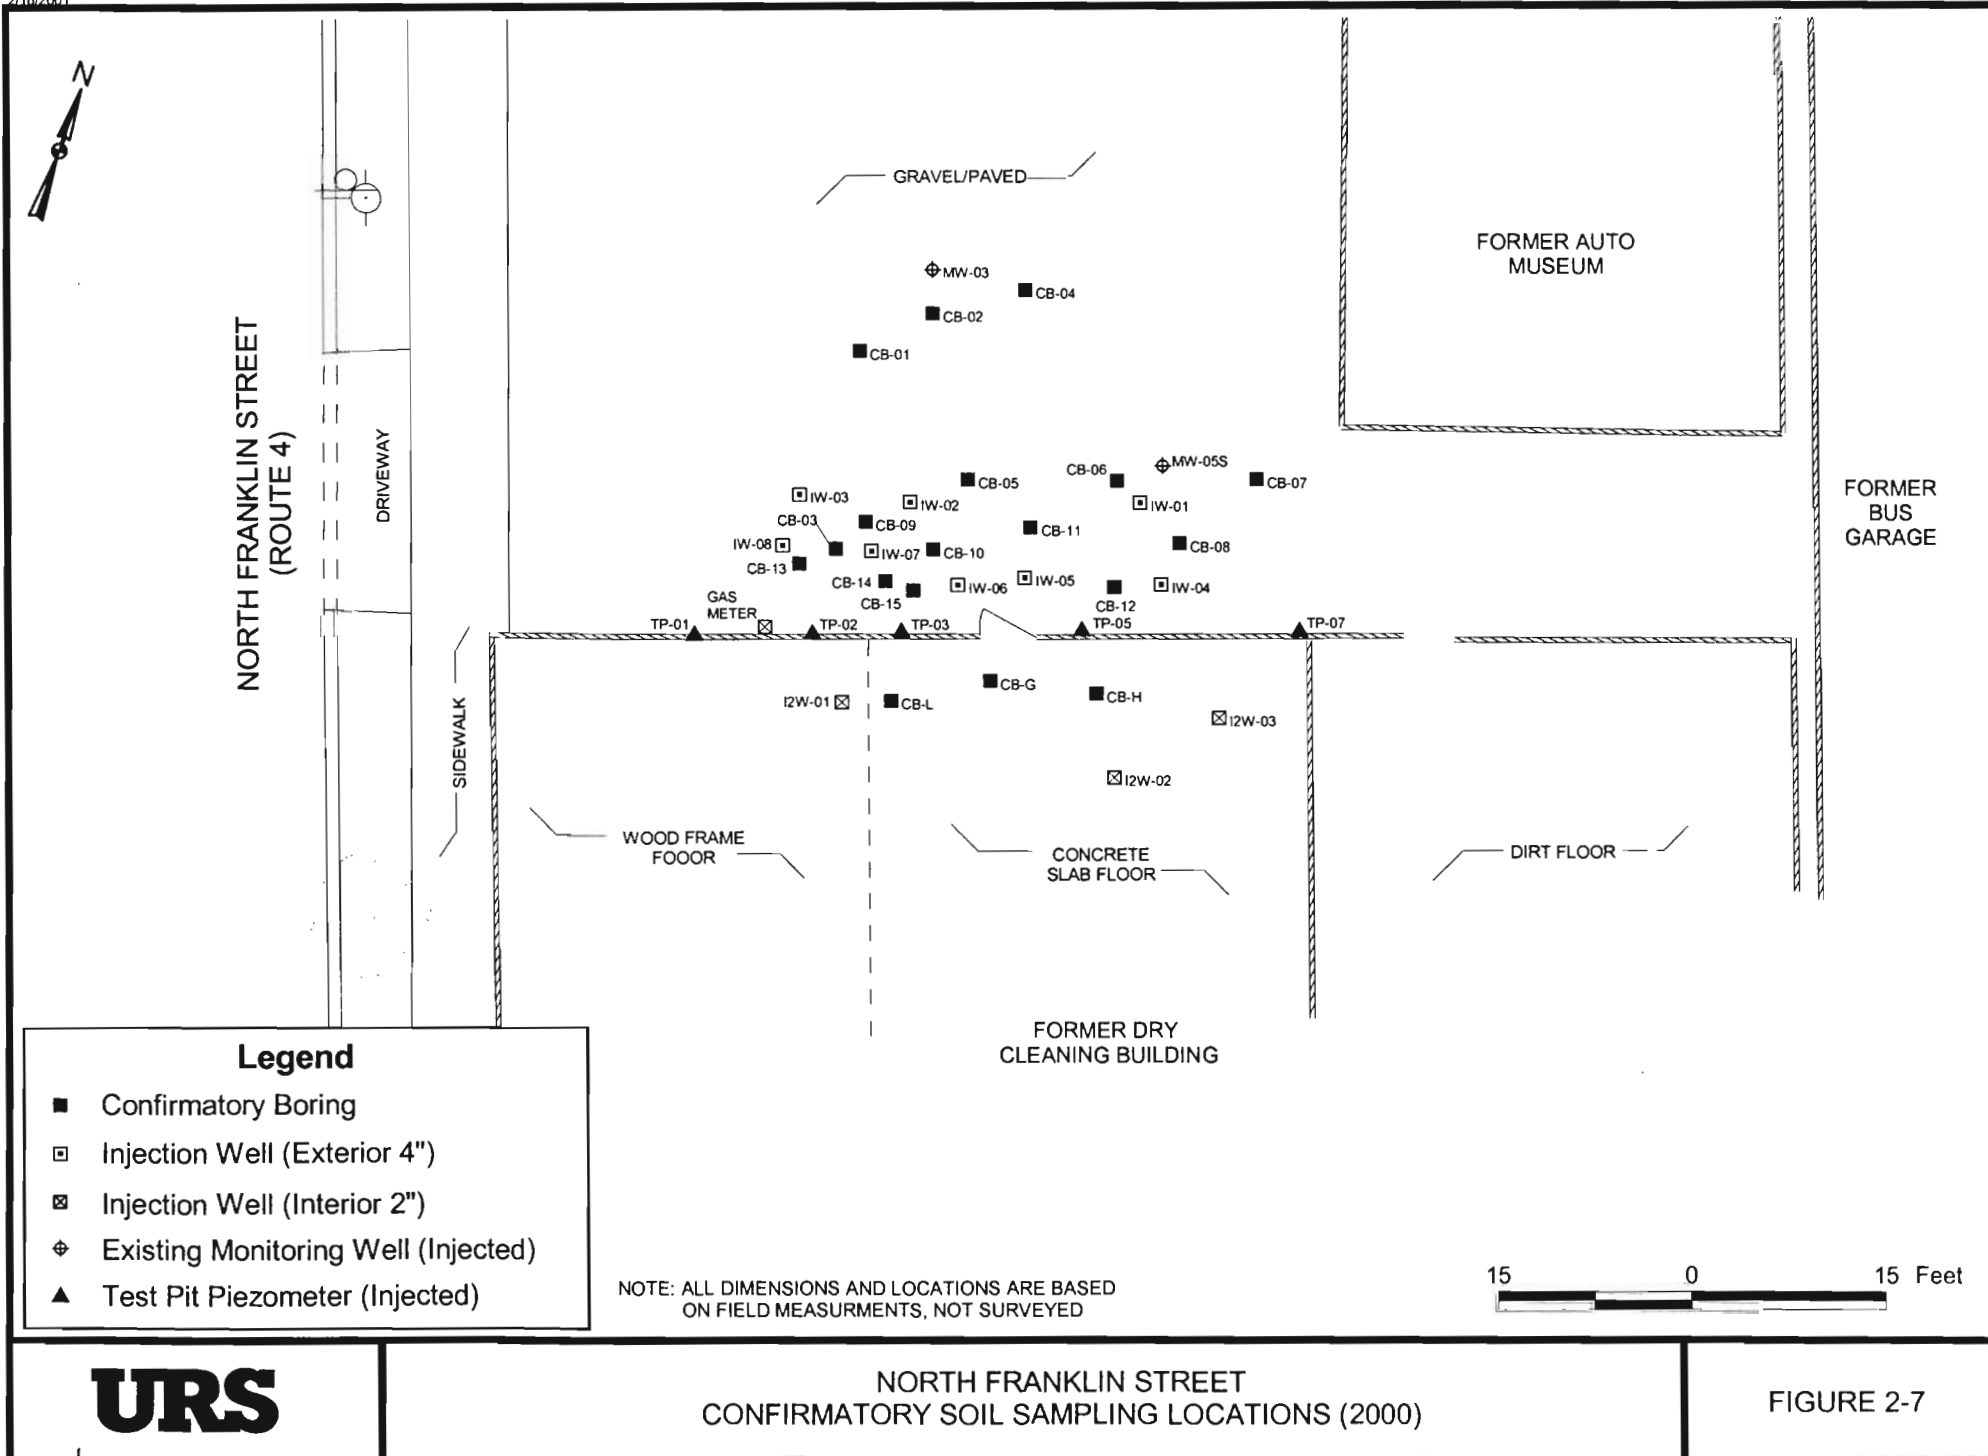 N
GRAVEL/PAVED
FORMER AUTO
MUSEUM
MW-03
CB-04
CB-02
CB-01
NORTH FRANKLIN STREET
(ROUTE 4)
DRIVEWAY
CB-05
CB-06
MW-05S
CB-07
IW-03
IW-02
IW-01
CB-03
CB-09
CB-11
FORMER
BUS
GARAGE
IW-08
IW-07
CB-10
CB-08
CB-13
CB-14
IW-06
IW-05
IW-04
CB-15
CB-12
GAS
METER
TP-01
TP-02
TP-03
TP-05
TP-07
SIDEWALK
I2W-01
CB-L
CB-G
CB-H
I2W-03
I2W-02
WOOD FRAME
FOOOR
CONCRETE
SLAB FLOOR
DIRT FLOOR
FORMER DRY
CLEANING BUILDING
Legend
Confirmatory Boring
Injection Well (Exterior 4")
Injection Well (Interior 2")
Existing Monitoring Well (Injected)
Test Pit Piezometer (Injected)
NOTE: ALL DIMENSIONS AND LOCATIONS ARE BASED
ON FIELD MEASURMENTS, NOT SURVEYED
15 0 15 Feet
URS
NORTH FRANKLIN STREET
CONFIRMATORY SOIL SAMPLING LOCATIONS (2000)
FIGURE 2-7